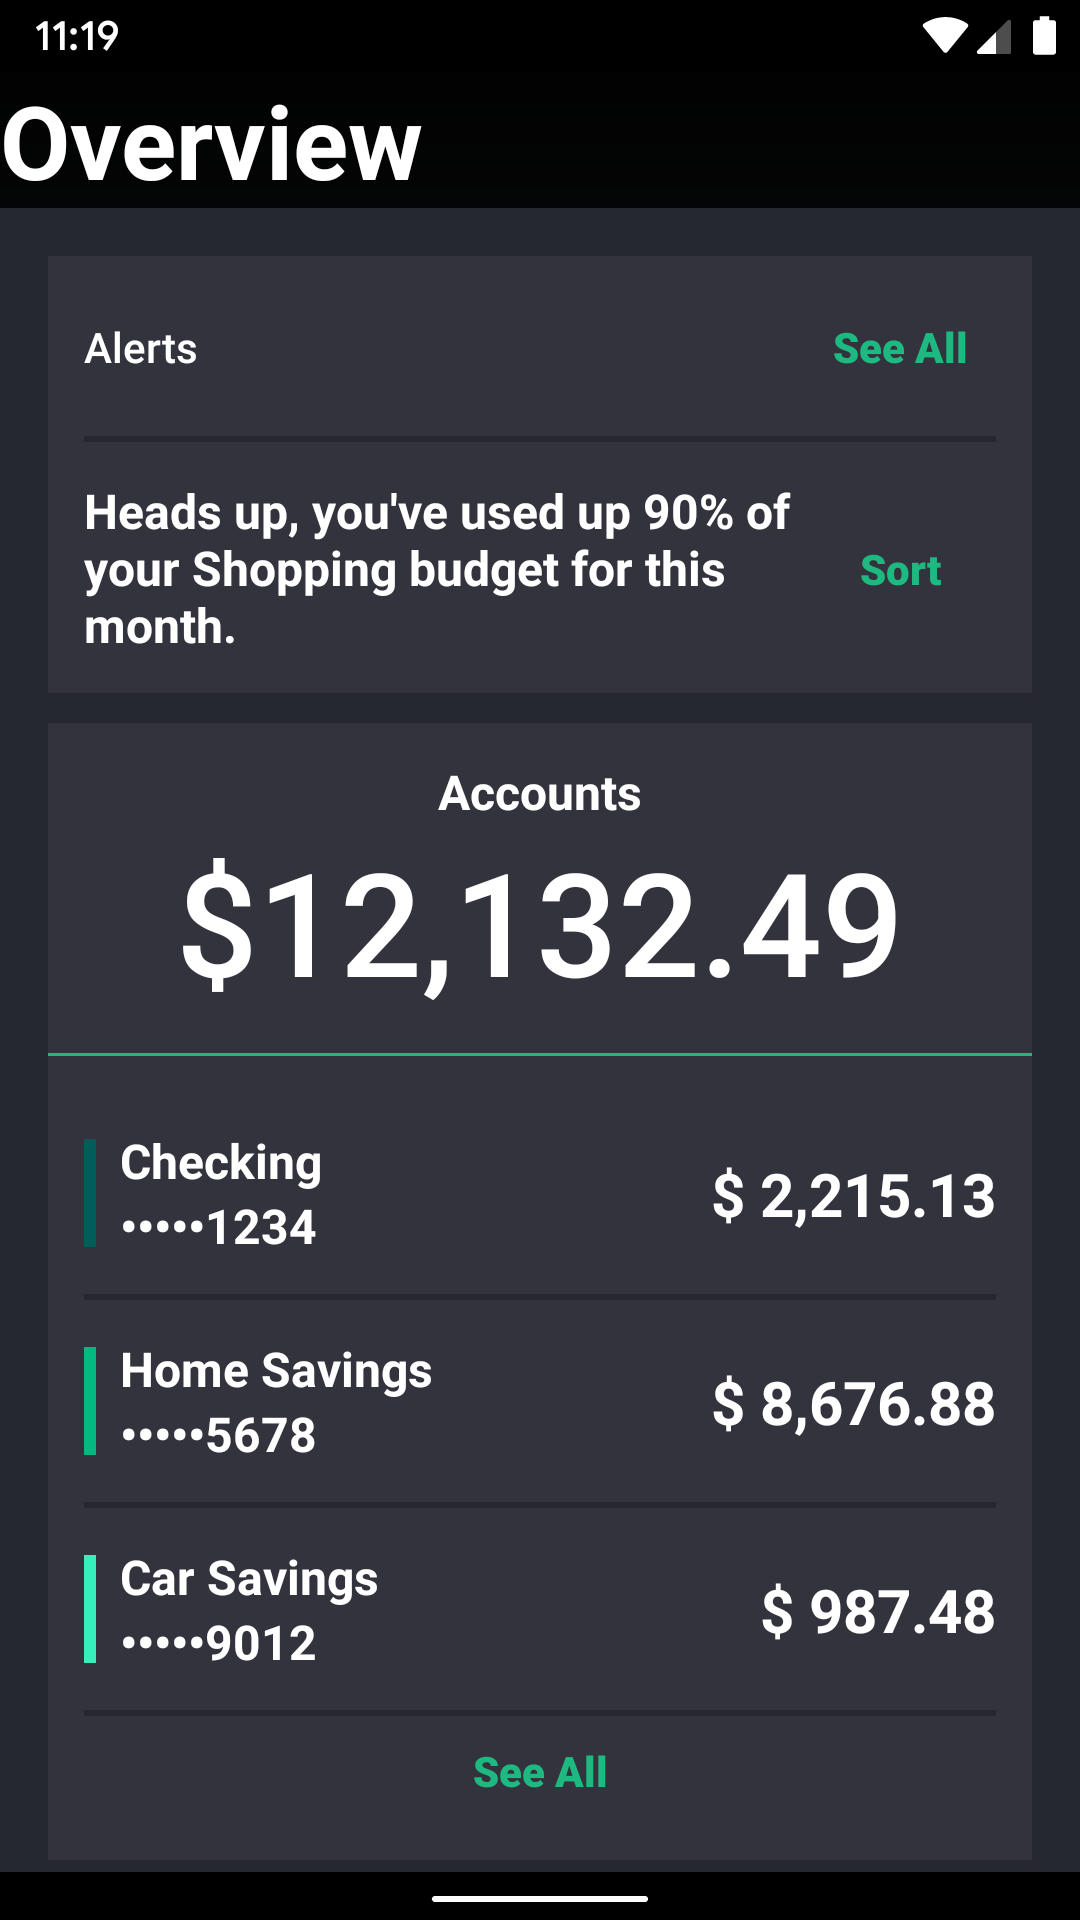 11:19
Overview
Alerts
See All
Heads up, you've used up 90% of
your Shopping budget for this
month.
Sort
Accounts
$12,132.49
Checking
•••••1234
$ 2,215.13
Home Savings
•••••5678
$ 8,676.88
Car Savings
•••••9012
$ 987.48
See All